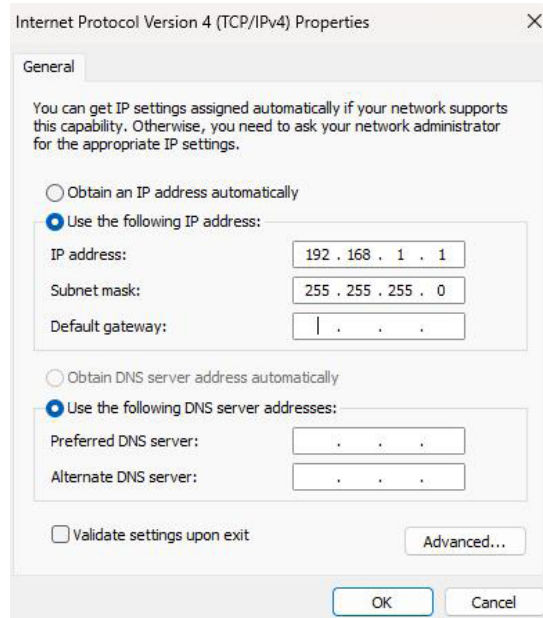 Internet Protocol Version 4 (TCP/IPv4) Properties
General
You can get IP settings assigned automatically if your network supports
this capability. Otherwise, you need to ask your network administrator
for the appropriate IP settings.
Obtain an IP address automatically
Use the following IP address:
IP address: 192 . 168 . 1 . 1
Subnet mask: 255 . 255 . 255 . 0
Default gateway: . . .
Obtain DNS server address automatically
Use the following DNS server addresses:
Preferred DNS server: . . .
Alternate DNS server: . . .
Validate settings upon exit
Advanced...
OK Cancel